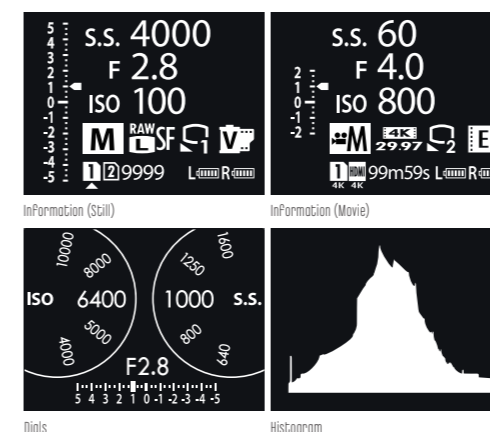 5
4
3
2
1
0
-1
-2
-3
-4
-5
S.S. 4000
F 2.8
ISO 100
M RAW L SF 1 V
1 2 9999 L R
Information (Still)
2
1
0
-1
-2
S.S. 60
F 4.0
ISO 800
M 4K 29.97 2 E
1 HDMI 99m59s L R
4K 4K
Information (Movie)
10000
8000
ISO 6400
5000
4000
1600
1250
1000 S.S.
800
640
F2.8
5 4 3 2 1 0 -1 -2 -3 -4 -5
Dials
Histogram